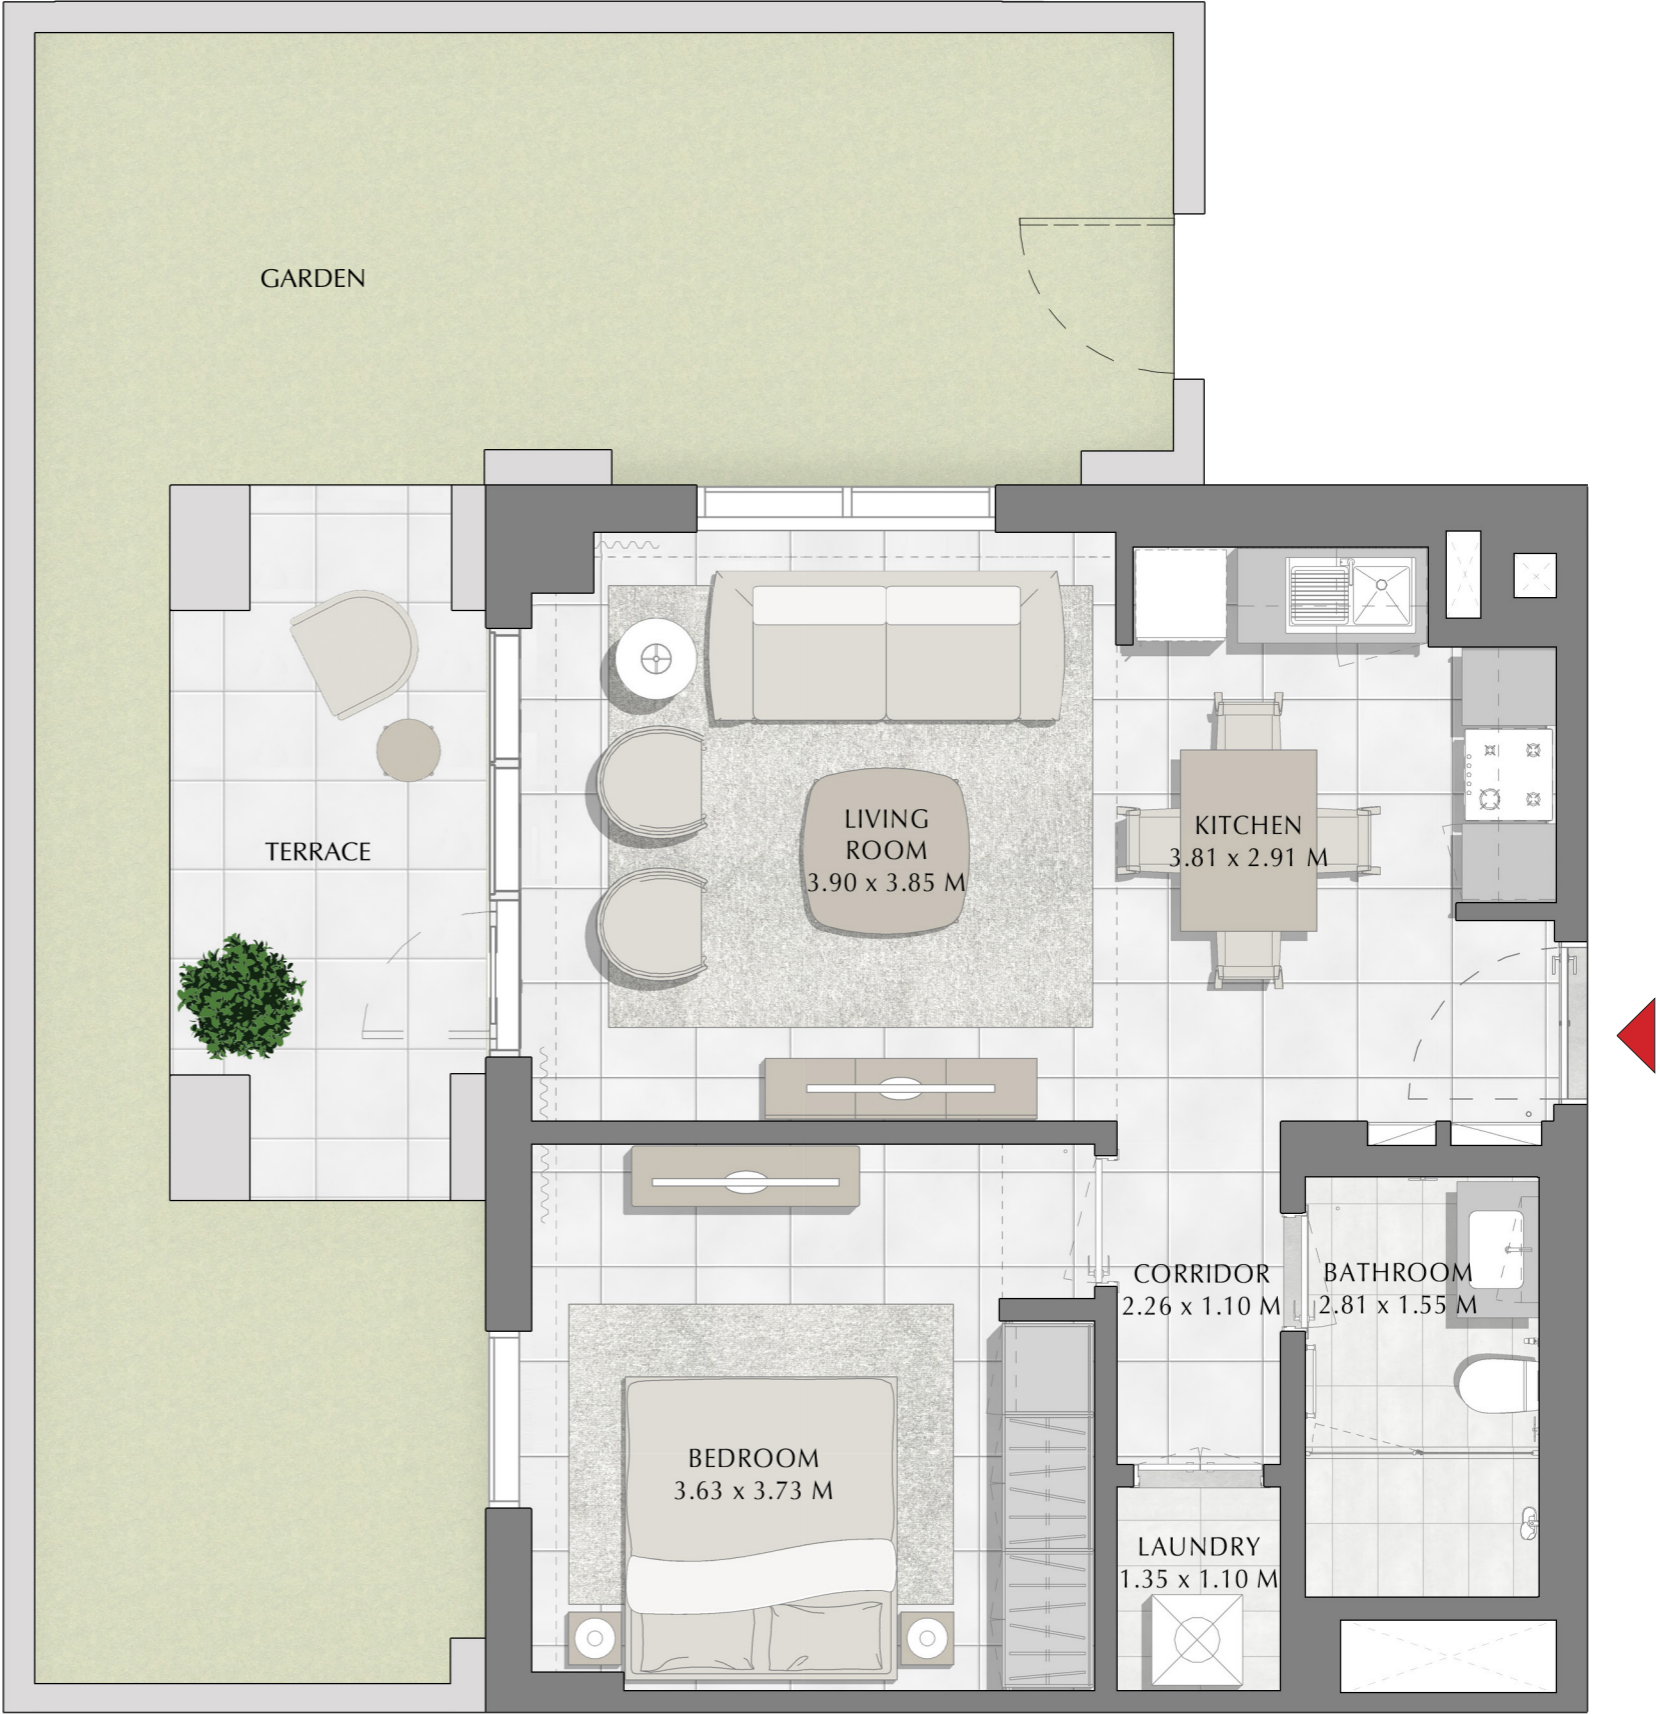 GARDEN
TERRACE
LIVING
ROOM
3.90 x 3.85 M
KITCHEN
3.81 x 2.91 M
CORRIDOR
2.26 x 1.10 M
BATHROOM
2.81 x 1.55 M
BEDROOM
3.63 x 3.73 M
LAUNDRY
1.35 x 1.10 M